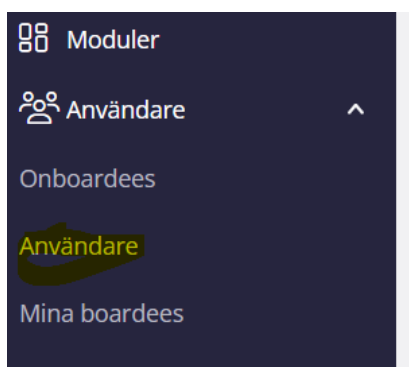 Moduler
Användare
Onboardees
Användare
Mina boardees